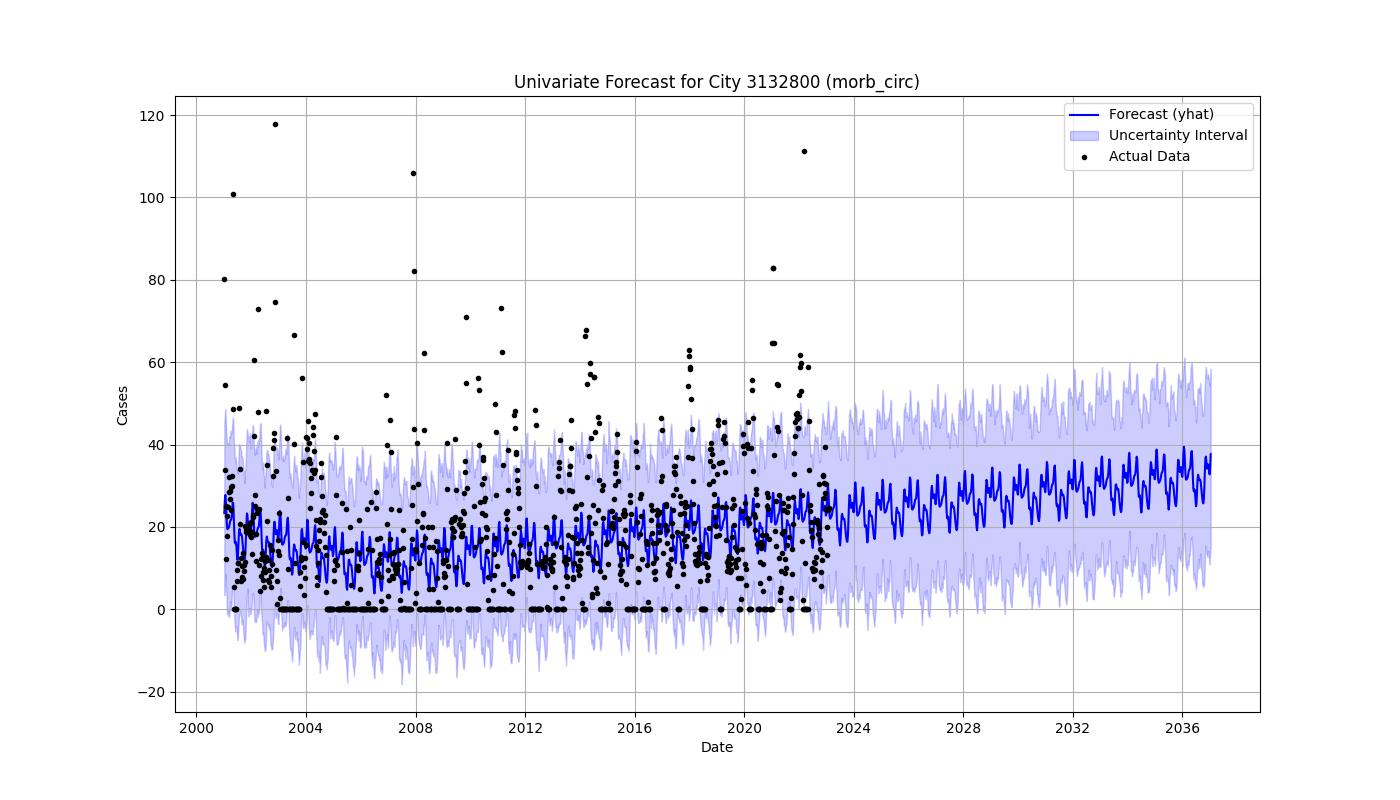 Univariate Forecast for City 3132800 (morb_circ)
Forecast (yhat)
Uncertainty Interval
Actual Data
120
100
80
60
40
20
0
−20
Cases
2000 2004 2008 2012 2016 2020 2024 2028 2032 2036
Date